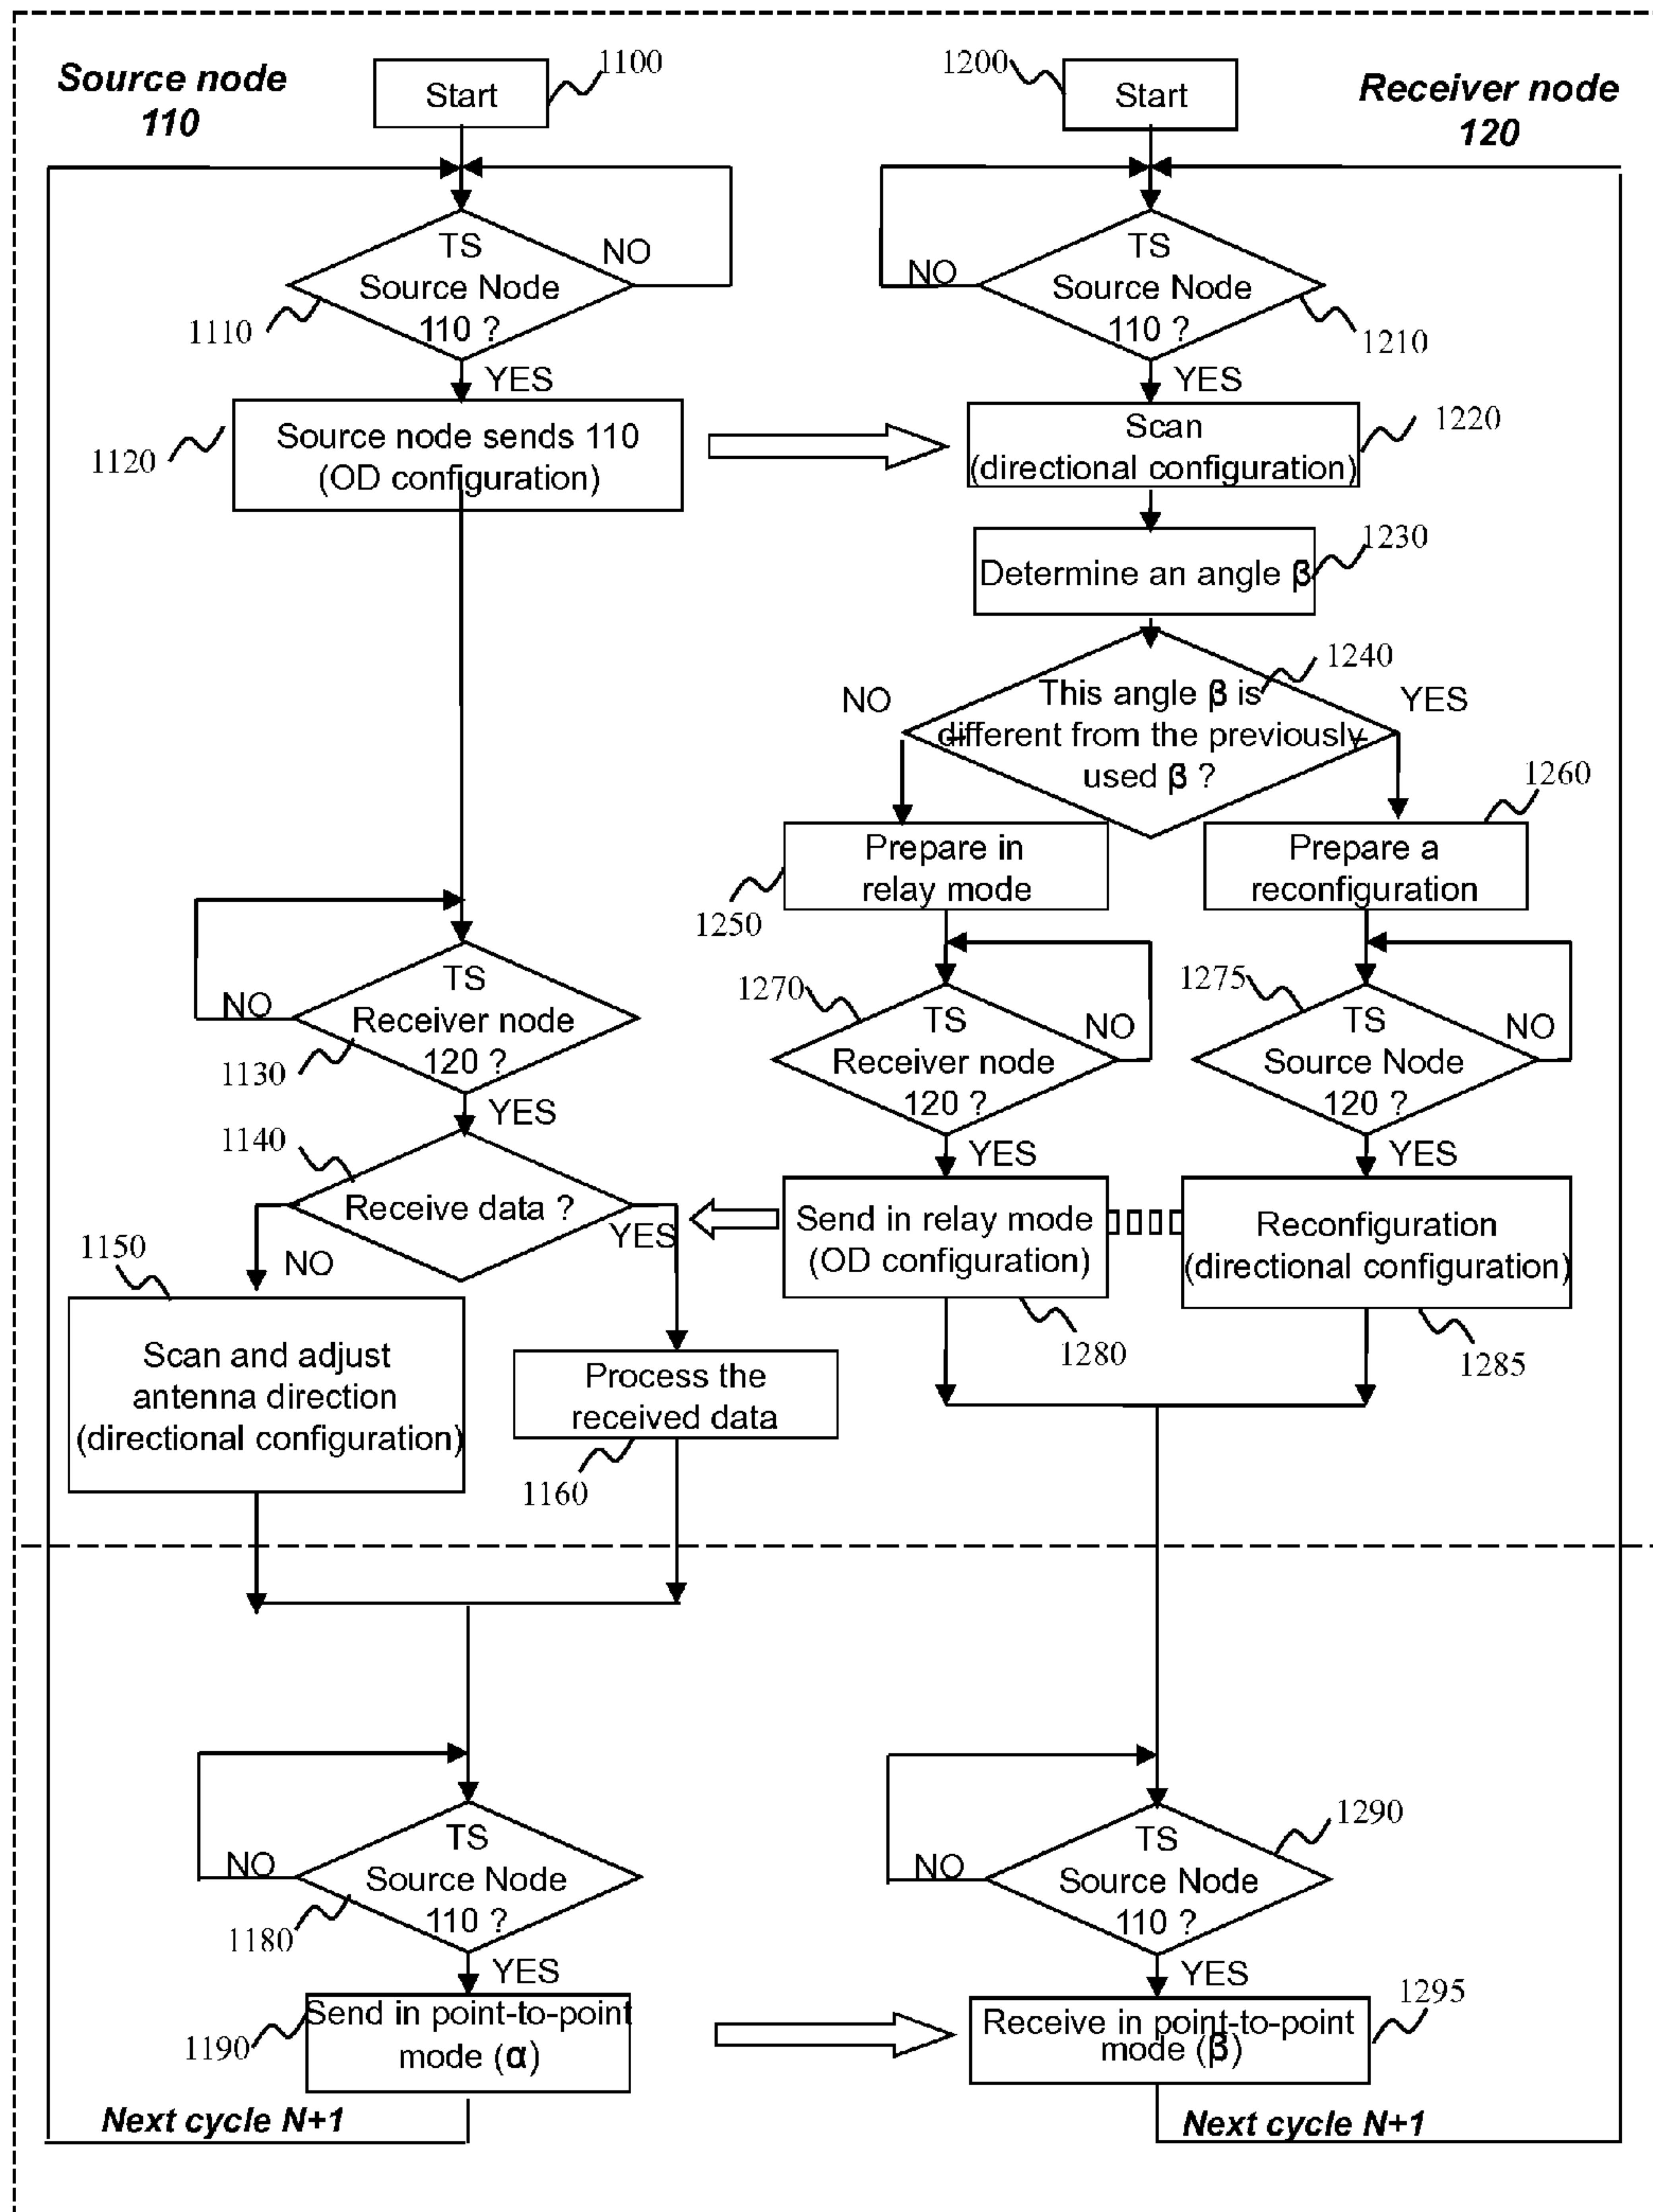 Source node
110
Start
1100
TS
Source Node
110 ?
NO
1110
YES
Source node sends 110
(OD configuration)
1120
TS
Receiver node
120 ?
NO
1130
YES
1140
Receive data ?
YES
NO
1150
Scan and adjust
antenna direction
(directional configuration)
Process the
received data
1160
TS
Source Node
110 ?
NO
1180
YES
Send in point-to-point
mode (α)
1190
Next cycle N+1
1200
Start
Receiver node
120
TS
Source Node
110 ?
NO
1210
YES
Scan
(directional configuration)
1220
Determine an angle β
1230
1240
This angle β is
different from the previously
used β ?
NO
YES
1260
Prepare in
relay mode
1250
Prepare a
reconfiguration
1270
TS
Receiver node
120 ?
NO
YES
1275
TS
Source Node
120 ?
NO
YES
Send in relay mode
(OD configuration)
1280
Reconfiguration
(directional configuration)
1285
1290
TS
Source Node
110 ?
NO
YES
1295
Receive in point-to-point
mode (β)
Next cycle N+1